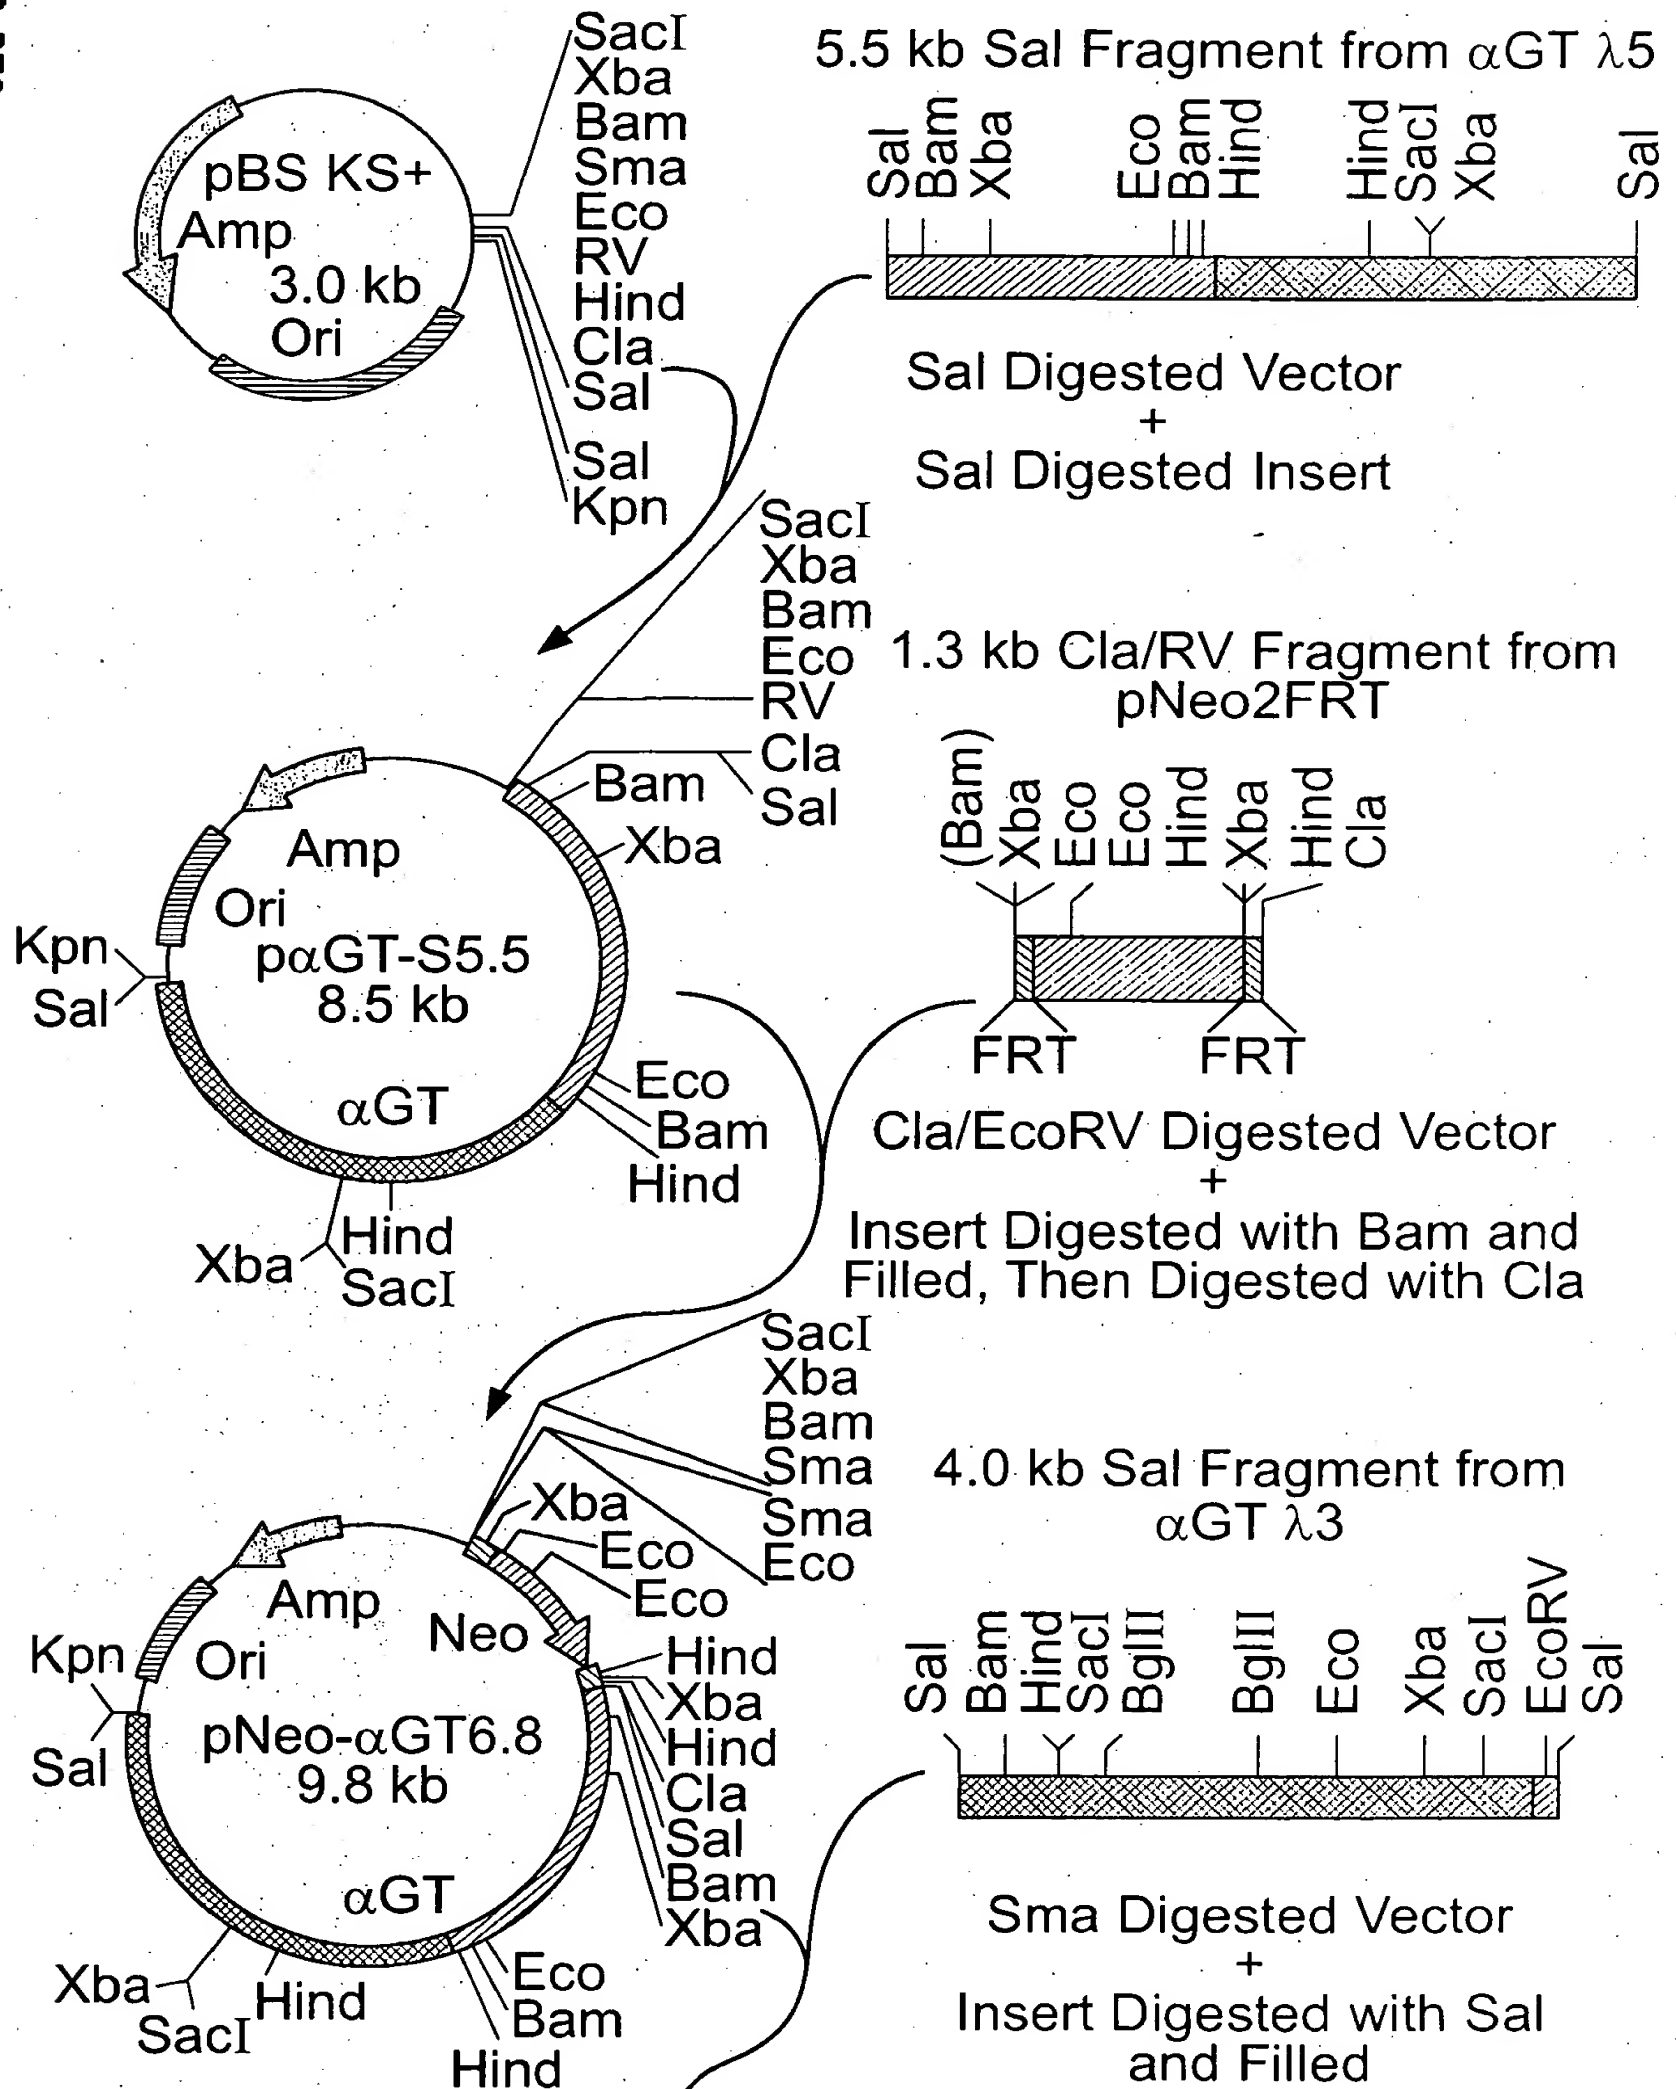 SacI
Xba
Bam
Sma
Eco
RV
Hind
Cla
Sal
Sal
Kpn
pBS KS+
Amp
3.0 kb
Ori
5.5 kb Sal Fragment from αGT λ5
Sal
Bam
Xba
Eco
Bam
Hind
Hind
SacI
Xba
Sal
Sal Digested Vector
+
Sal Digested Insert
SacI
Xba
Bam
Eco
RV
Cla
Sal
Bam
Xba
Amp
Ori
pαGT-S5.5
8.5 kb
Kpn
Sal
αGT
Eco
Bam
Hind
Hind
Xba
SacI
1.3 kb Cla/RV Fragment from
pNeo2FRT
(Bam)
Xba
Eco
Eco
Hind
Xba
Hind
Cla
FRT
FRT
Cla/EcoRV Digested Vector
+
Insert Digested with Bam and
Filled, Then Digested with Cla
SacI
Xba
Bam
Sma
Sma
Eco
Xba
Eco
Eco
Amp
Neo
Ori
Kpn
Sal
pNeo-αGT6.8
9.8 kb
Hind
Xba
Hind
Cla
Sal
Bam
Xba
αGT
Eco
Bam
Hind
Hind
Xba
SacI
4.0 kb Sal Fragment from
αGT λ3
Sal
Bam
Hind
SacI
BglII
BglII
Eco
Xba
SacI
EcoRV
Sal
Sma Digested Vector
+
Insert Digested with Sal
and Filled